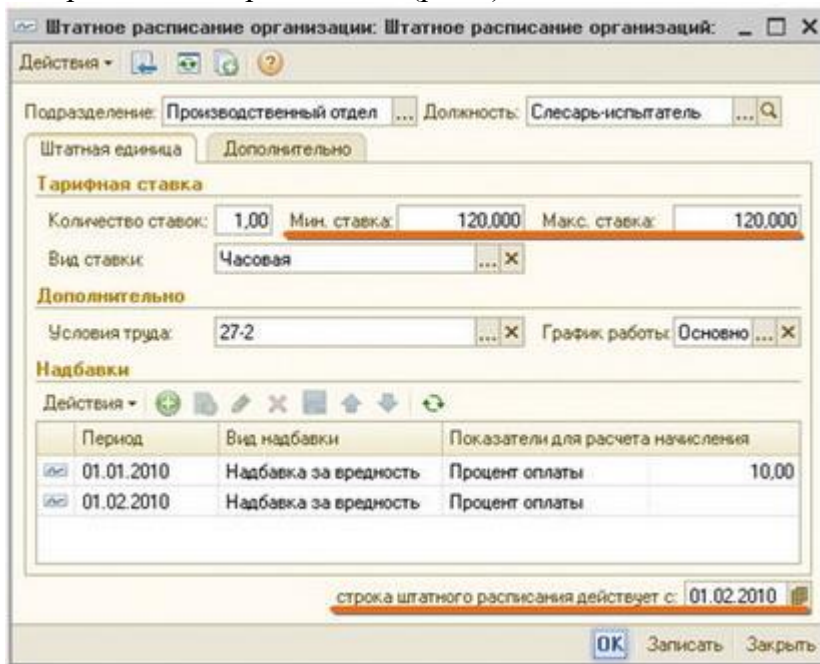 Штатное расписание организации: Штатное расписание организаций:
Действия
Подразделение: Производственный отдел ... Должность: Слесарь-испытатель ...
Штатная единица Дополнительно
Тарифная ставка
Количество ставок: 1,00 Мин. ставка: 120,000 Макс. ставка: 120,000
Вид ставки: Часовая ...
Дополнительно
Условия труда: 27-2 ... График работы: Основно ...
Надбавки
Действия
Период Вид надбавки Показатели для расчета начисления
01.01.2010 Надбавка за вредность Процент оплаты 10,00
01.02.2010 Надбавка за вредность Процент оплаты
строка штатного расписания действует с: 01.02.2010
OK Записать Закрыть